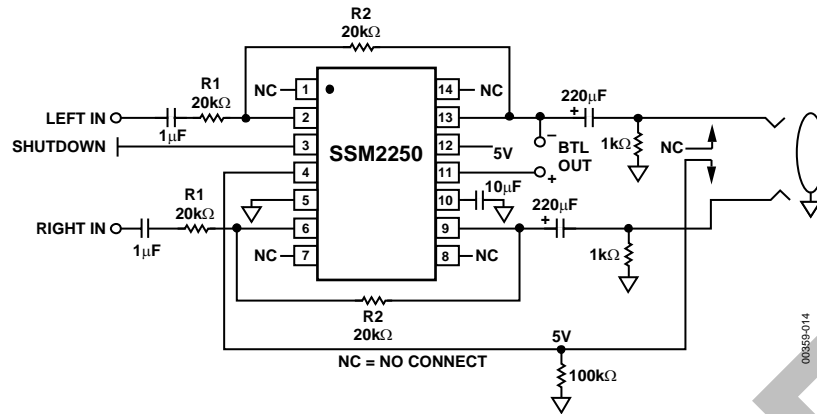 R2
20kΩ
R1
20kΩ
NC
1
14
NC
220µF
+
LEFT IN
1µF
2
13
–
SHUTDOWN
3
SSM2250
12
5V
BTL
OUT
1kΩ
NC
4
11
+
10µF
R1
20kΩ
5
10
220µF
+
RIGHT IN
1µF
6
9
NC
7
8
NC
1kΩ
R2
20kΩ
5V
NC = NO CONNECT
100kΩ
00359-014